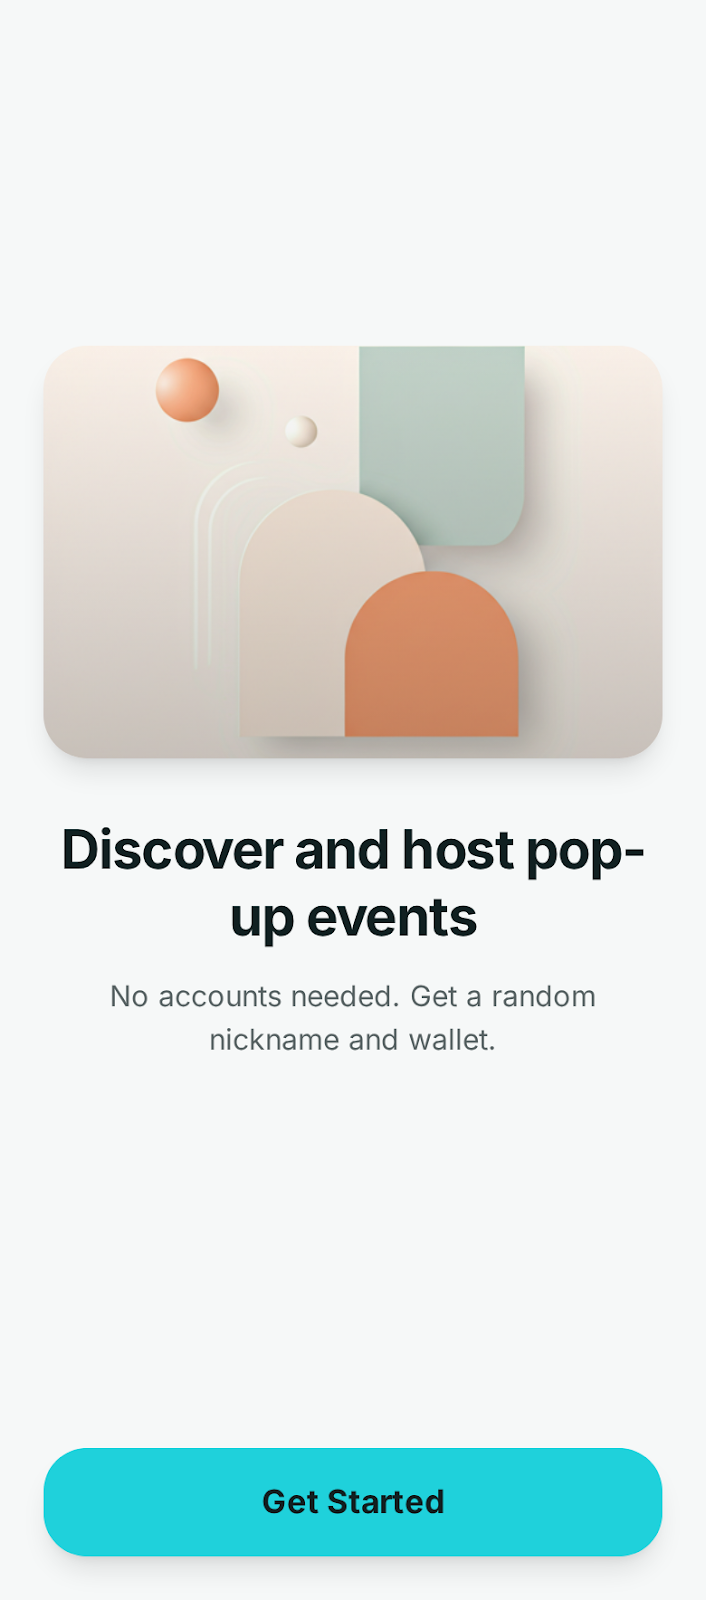 Discover and host pop-
up events
No accounts needed. Get a random
nickname and wallet.
Get Started